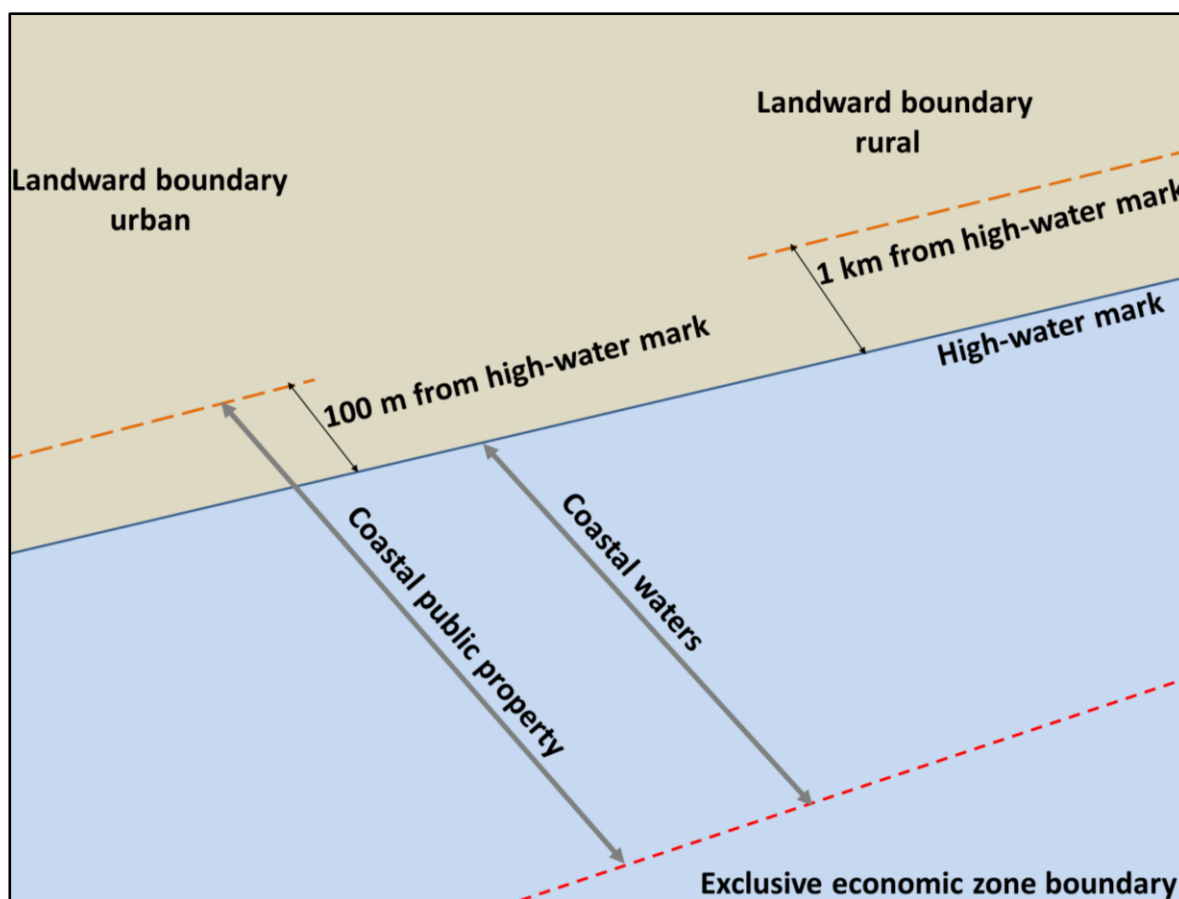 Landward boundary
rural
Landward boundary
urban
1 km from high-water mark
100 m from high-water mark
High-water mark
Coastal public property
Coastal waters
Exclusive economic zone boundary